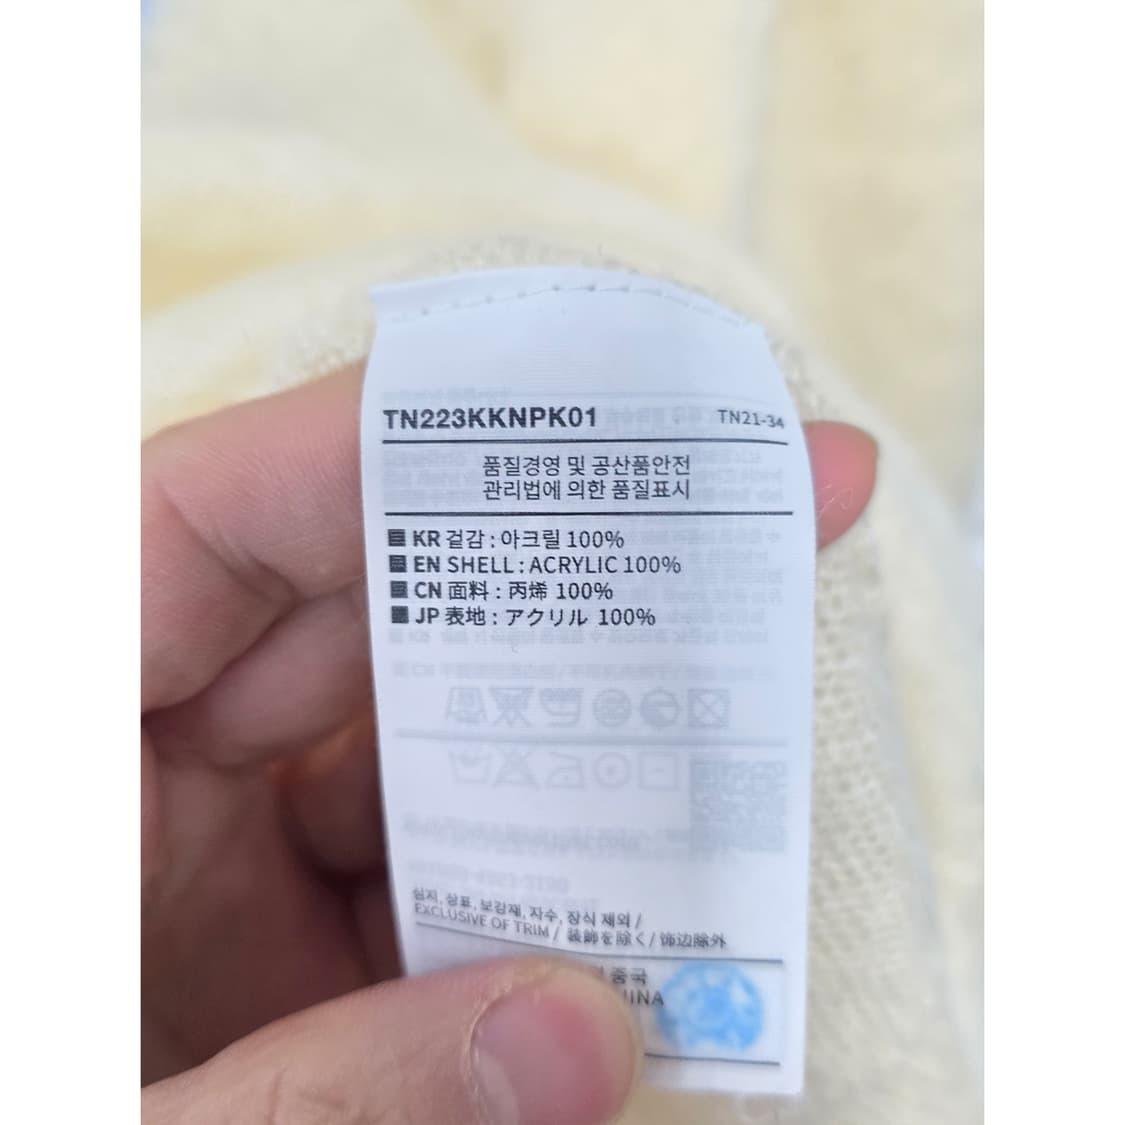 TN223KKNPK01 TN21-34
품질경영 및 공산품안전
관리법에 의한 품질표시
KR 겉감 : 아크릴 100%
EN SHELL : ACRYLIC 100%
CN 面料 : 丙烯 100%
JP 表地 : アクリル 100%
심지, 상표, 보강재, 자수, 장식 제외 /
EXCLUSIVE OF TRIM / 装飾を除く / 饰边除外
중국